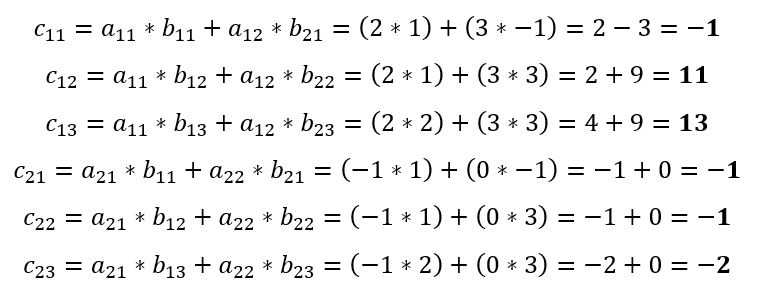 c₁₁ = a₁₁ ∗ b₁₁ + a₁₂ ∗ b₂₁ = (2 ∗ 1) + (3 ∗ −1) = 2 − 3 = −1
c₁₂ = a₁₁ ∗ b₁₂ + a₁₂ ∗ b₂₂ = (2 ∗ 1) + (3 ∗ 3) = 2 + 9 = 11
c₁₃ = a₁₁ ∗ b₁₃ + a₁₂ ∗ b₂₃ = (2 ∗ 2) + (3 ∗ 3) = 4 + 9 = 13
c₂₁ = a₂₁ ∗ b₁₁ + a₂₂ ∗ b₂₁ = (−1 ∗ 1) + (0 ∗ −1) = −1 + 0 = −1
c₂₂ = a₂₁ ∗ b₁₂ + a₂₂ ∗ b₂₂ = (−1 ∗ 1) + (0 ∗ 3) = −1 + 0 = −1
c₂₃ = a₂₁ ∗ b₁₃ + a₂₂ ∗ b₂₃ = (−1 ∗ 2) + (0 ∗ 3) = −2 + 0 = −2